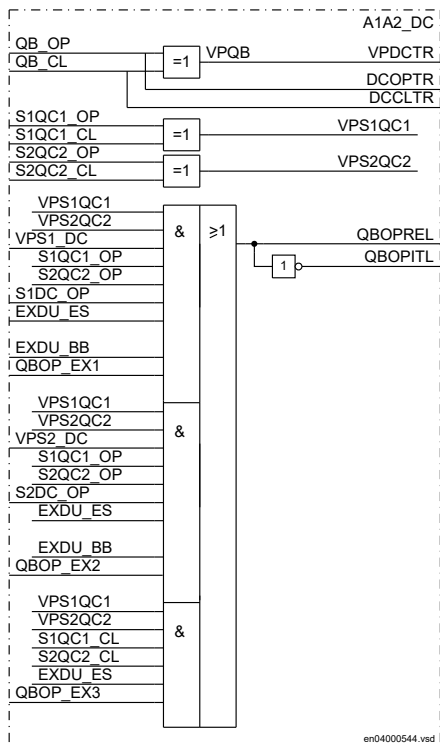 A1A2_DC
QB_OP
QB_CL
=1
VPQB
VPDCTR
DCOPTR
DCCLTR
S1QC1_OP
S1QC1_CL
=1
VPS1QC1
S2QC2_OP
S2QC2_CL
=1
VPS2QC2
VPS1QC1
VPS2QC2
VPS1_DC
S1QC1_OP
S2QC2_OP
S1DC_OP
EXDU_ES
EXDU_BB
QBOP_EX1
&
≥1
QBOPREL
QBOPITL
1
VPS1QC1
VPS2QC2
VPS2_DC
S1QC1_OP
S2QC2_OP
S2DC_OP
EXDU_ES
EXDU_BB
QBOP_EX2
&
VPS1QC1
VPS2QC2
S1QC1_CL
S2QC2_CL
EXDU_ES
QBOP_EX3
&
en04000544.vsd